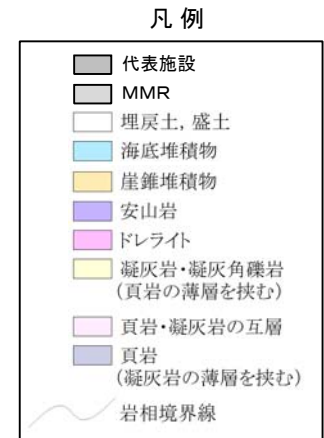 凡 例
代表施設
MMR
埋戻土, 盛土
海底堆積物
崖錐堆積物
安山岩
ドレライト
凝灰岩・凝灰角礫岩
(頁岩の薄層を挟む)
頁岩・凝灰岩の互層
頁岩
(凝灰岩の薄層を挟む)
岩相境界線